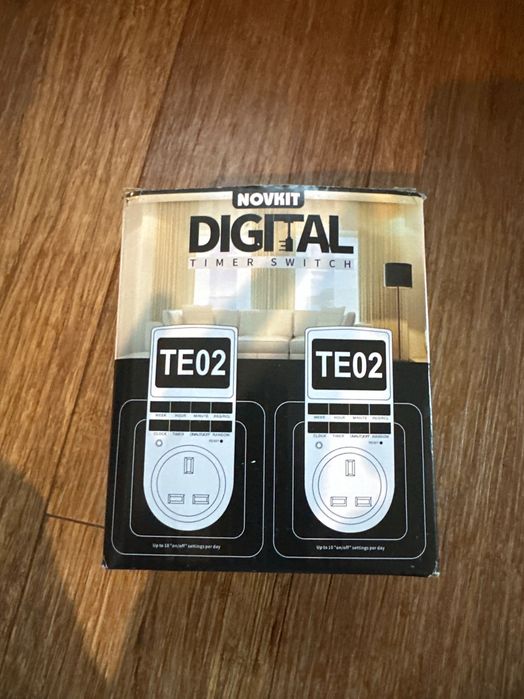 NOVKIT
DIGITAL
TIMER SWITCH
TE02
WEEK HOUR MINUTE RES/RCL
CLOCK TIMER ON/AUTO/OFF RANDOM
RESET
Up to 10 "on/off" settings per day
TE02
WEEK HOUR MINUTE RES/RCL
CLOCK TIMER ON/AUTO/OFF RANDOM
RESET
Up to 10 "on/off" settings per day